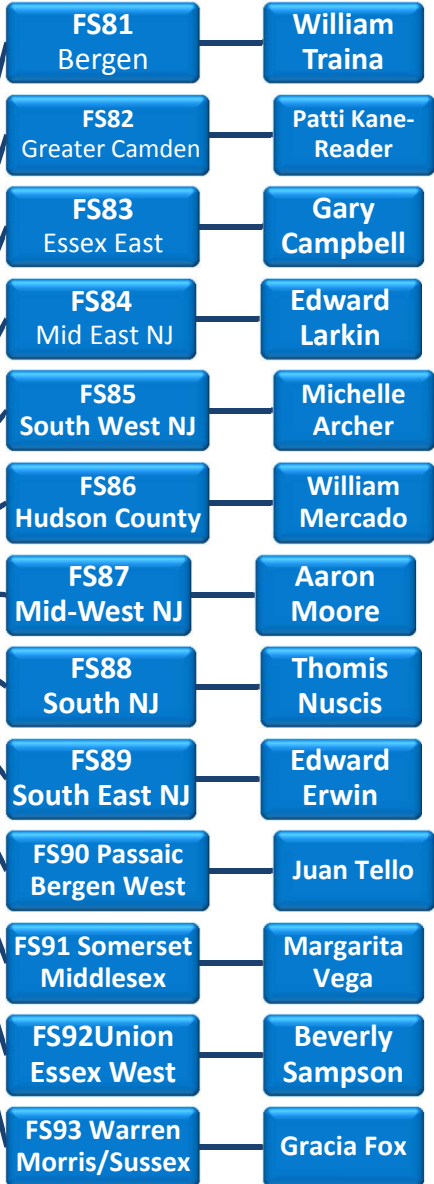 FS81
Bergen
William
Traina
FS82
Greater Camden
Patti Kane-
Reader
FS83
Essex East
Gary
Campbell
FS84
Mid East NJ
Edward
Larkin
FS85
South West NJ
Michelle
Archer
FS86
Hudson County
William
Mercado
FS87
Mid-West NJ
Aaron
Moore
FS88
South NJ
Thomis
Nuscis
FS89
South East NJ
Edward
Erwin
FS90 Passaic
Bergen West
Juan Tello
FS91 Somerset
Middlesex
Margarita
Vega
FS92Union
Essex West
Beverly
Sampson
FS93 Warren
Morris/Sussex
Gracia Fox